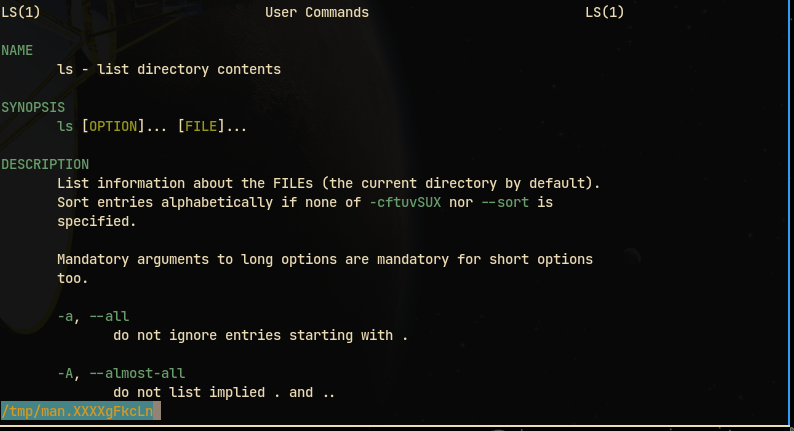 LS(1) User Commands LS(1)
NAME
ls - list directory contents
SYNOPSIS
ls [OPTION]... [FILE]...
DESCRIPTION
List information about the FILEs (the current directory by default).
Sort entries alphabetically if none of -cftuvSUX nor --sort is
specified.
Mandatory arguments to long options are mandatory for short options
too.
-a, --all
do not ignore entries starting with .
-A, --almost-all
do not list implied . and ..
/tmp/man.XXXXgFkcLn